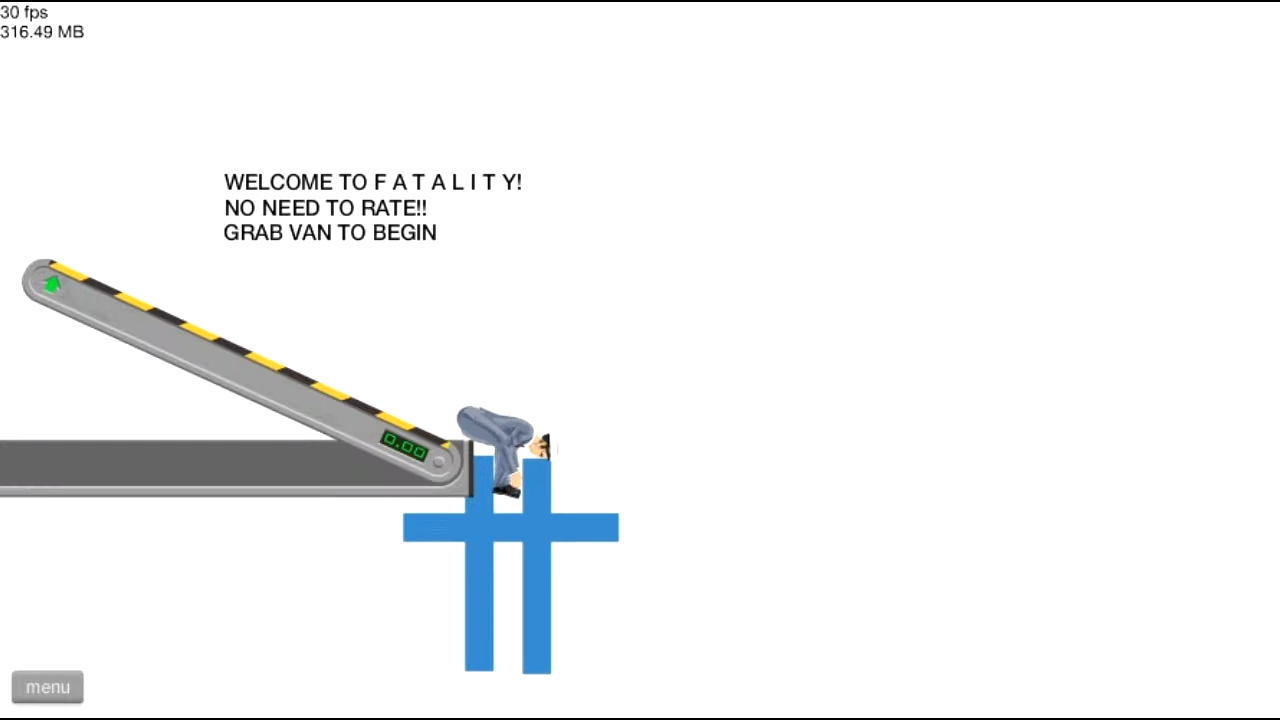 30 fps
316.49 MB
WELCOME TO F A T A L I T Y!
NO NEED TO RATE!!
GRAB VAN TO BEGIN
0.00
menu